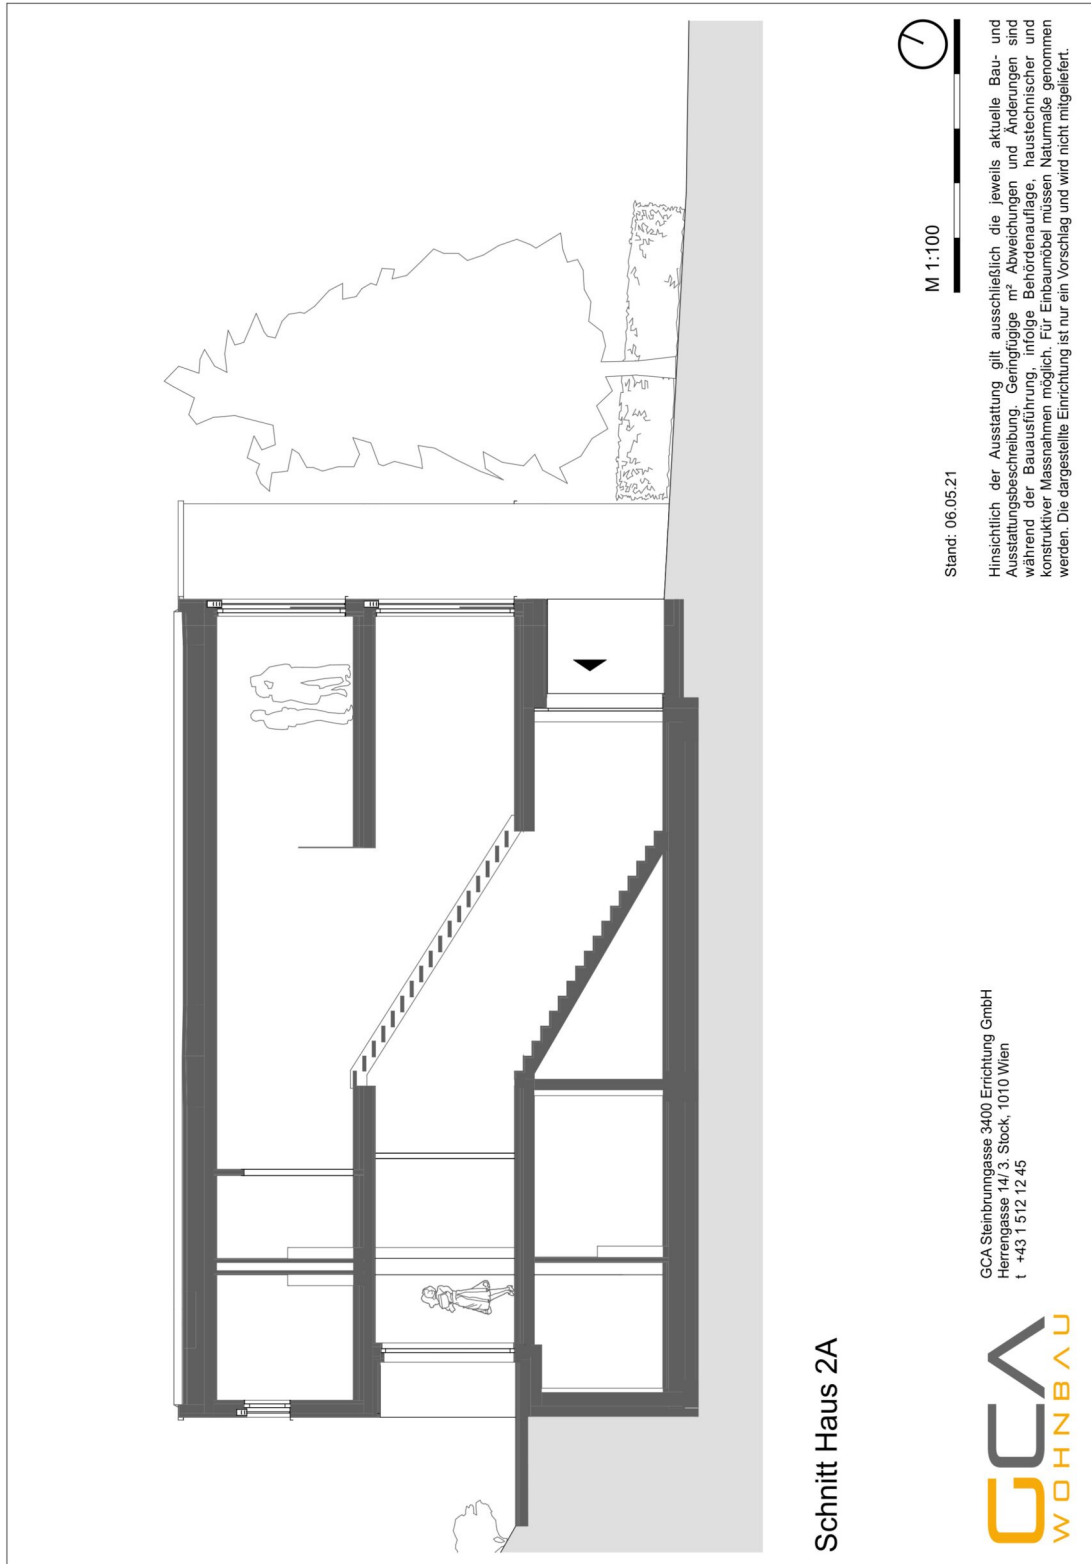 Schnitt Haus 2A
GCA
WOHNBAU
GCA Steinbrunngasse 3400 Errichtung GmbH
Herrengasse 14/ 3. Stock, 1010 Wien
t +43 1 512 12 45
Stand: 06.05.21
M 1:100
Hinsichtlich der Ausstattung gilt ausschließlich die jeweils aktuelle Bau- und
Ausstattungsbeschreibung. Geringfügige m² Abweichungen und Änderungen sind
während der Bauausführung, infolge Behördenauflage, haustechnischer und
konstruktiver Massnahmen möglich. Für Einbaumöbel müssen Naturmaße genommen
werden. Die dargestellte Einrichtung ist nur ein Vorschlag und wird nicht mitgeliefert.